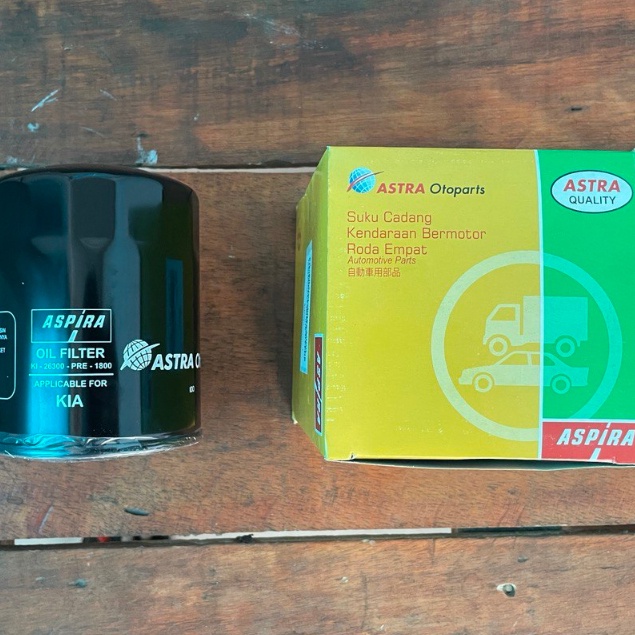 ASPIRA
OIL FILTER
KI - 26300 - PRE - 1800
APPLICABLE FOR
KIA
ASTRA
ASTRA Otoparts
Suku Cadang
Kendaraan Bermotor
Roda Empat
Automotive Parts
自動車用部品
ASTRA
QUALITY
ASPIRA
ASPIRA